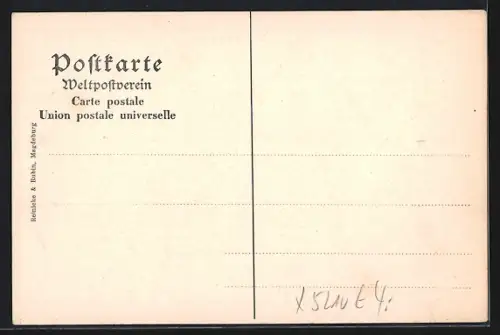 Postkarte
Weltpostverein
Carte postale
Union postale universelle
Reinicke & Rubin, Magdeburg